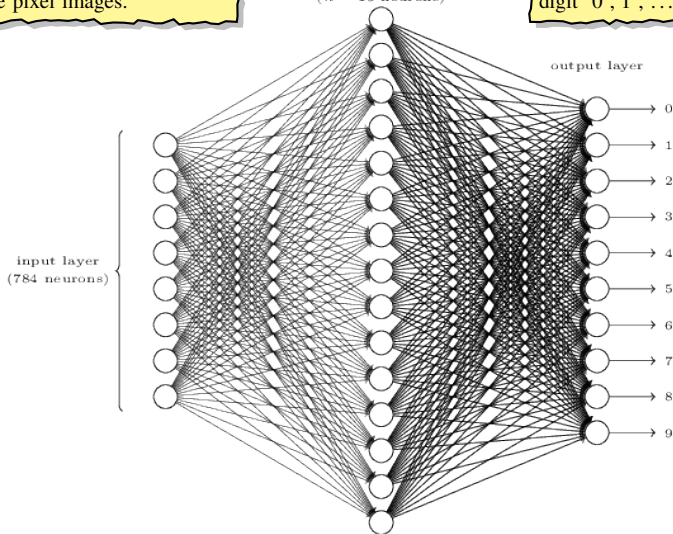 pixel images.
digit "0", 1", ...
output layer
0
1
2
3
input layer
(784 neurons)
4
5
6
7
8
9